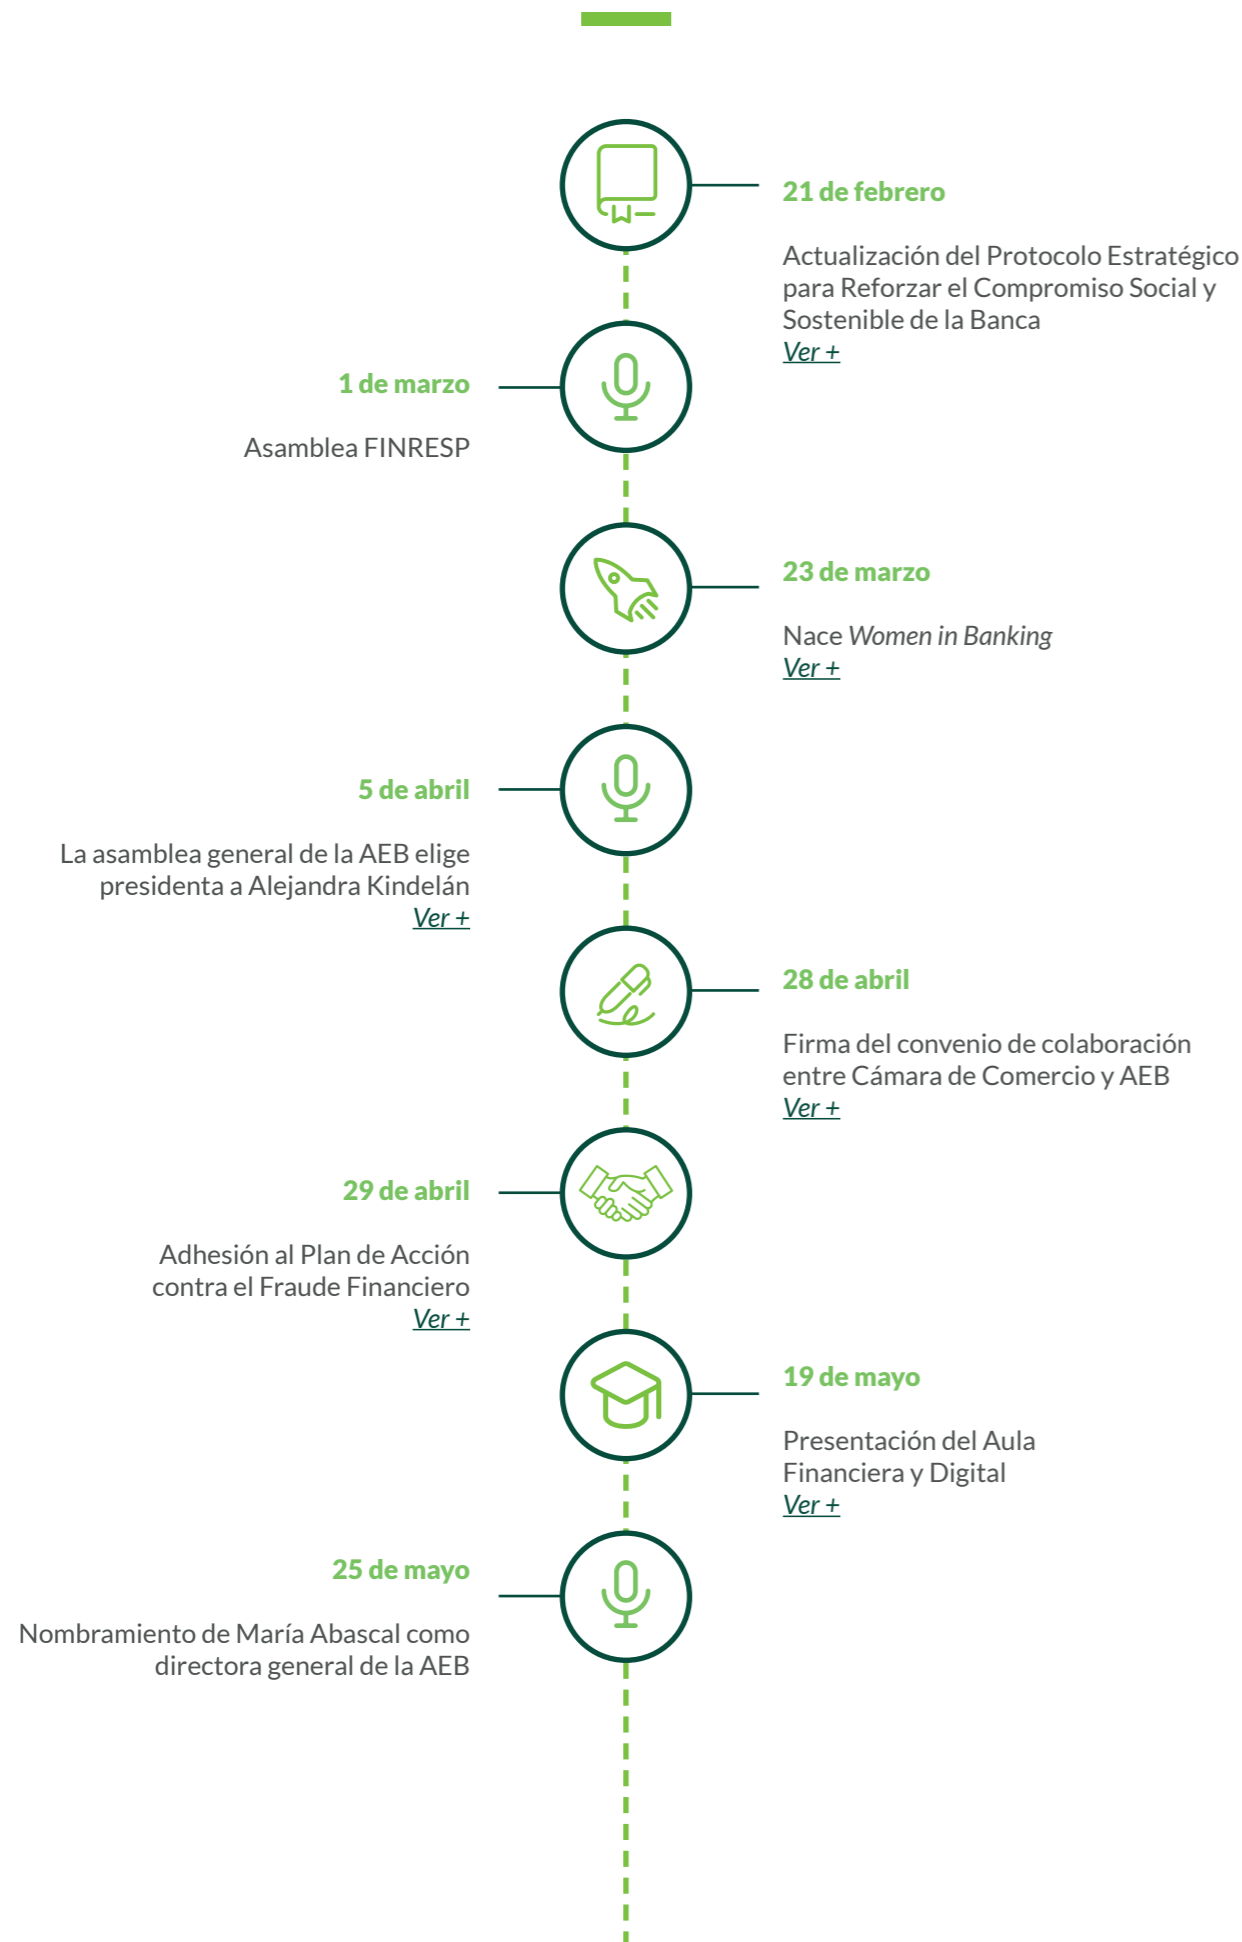 21 de febrero
Actualización del Protocolo Estratégico
para Reforzar el Compromiso Social y
Sostenible de la Banca
Ver +
1 de marzo
Asamblea FINRESP
23 de marzo
Nace Women in Banking
Ver +
5 de abril
La asamblea general de la AEB elige
presidenta a Alejandra Kindelán
Ver +
28 de abril
Firma del convenio de colaboración
entre Cámara de Comercio y AEB
Ver +
29 de abril
Adhesión al Plan de Acción
contra el Fraude Financiero
Ver +
19 de mayo
Presentación del Aula
Financiera y Digital
Ver +
25 de mayo
Nombramiento de María Abascal como
directora general de la AEB